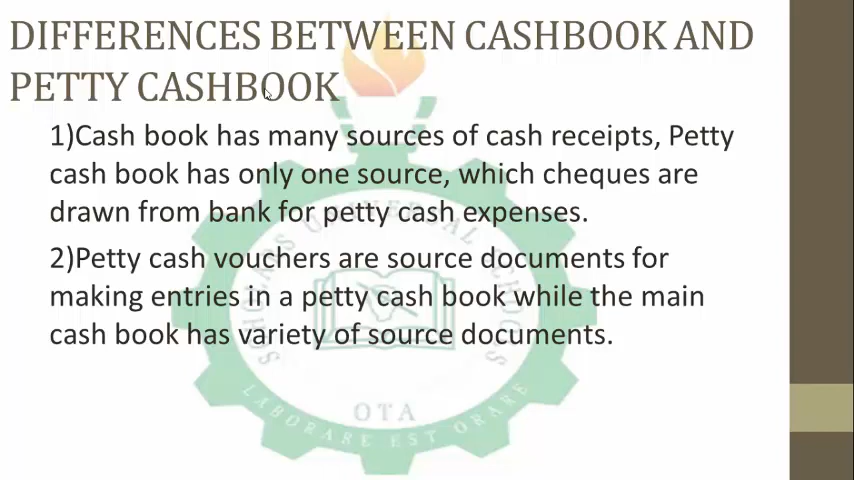 DIFFERENCES BETWEEN CASHBOOK AND
PETTY CASHBOOK
1)Cash book has many sources of cash receipts, Petty
cash book has only one source, which cheques are
drawn from bank for petty cash expenses.
2)Petty cash vouchers are source documents for
making entries in a petty cash book while the main
cash book has variety of source documents.
SCHOLARS UNIVERSAL SCHOOLS
OTA
LABORARE EST ORARE